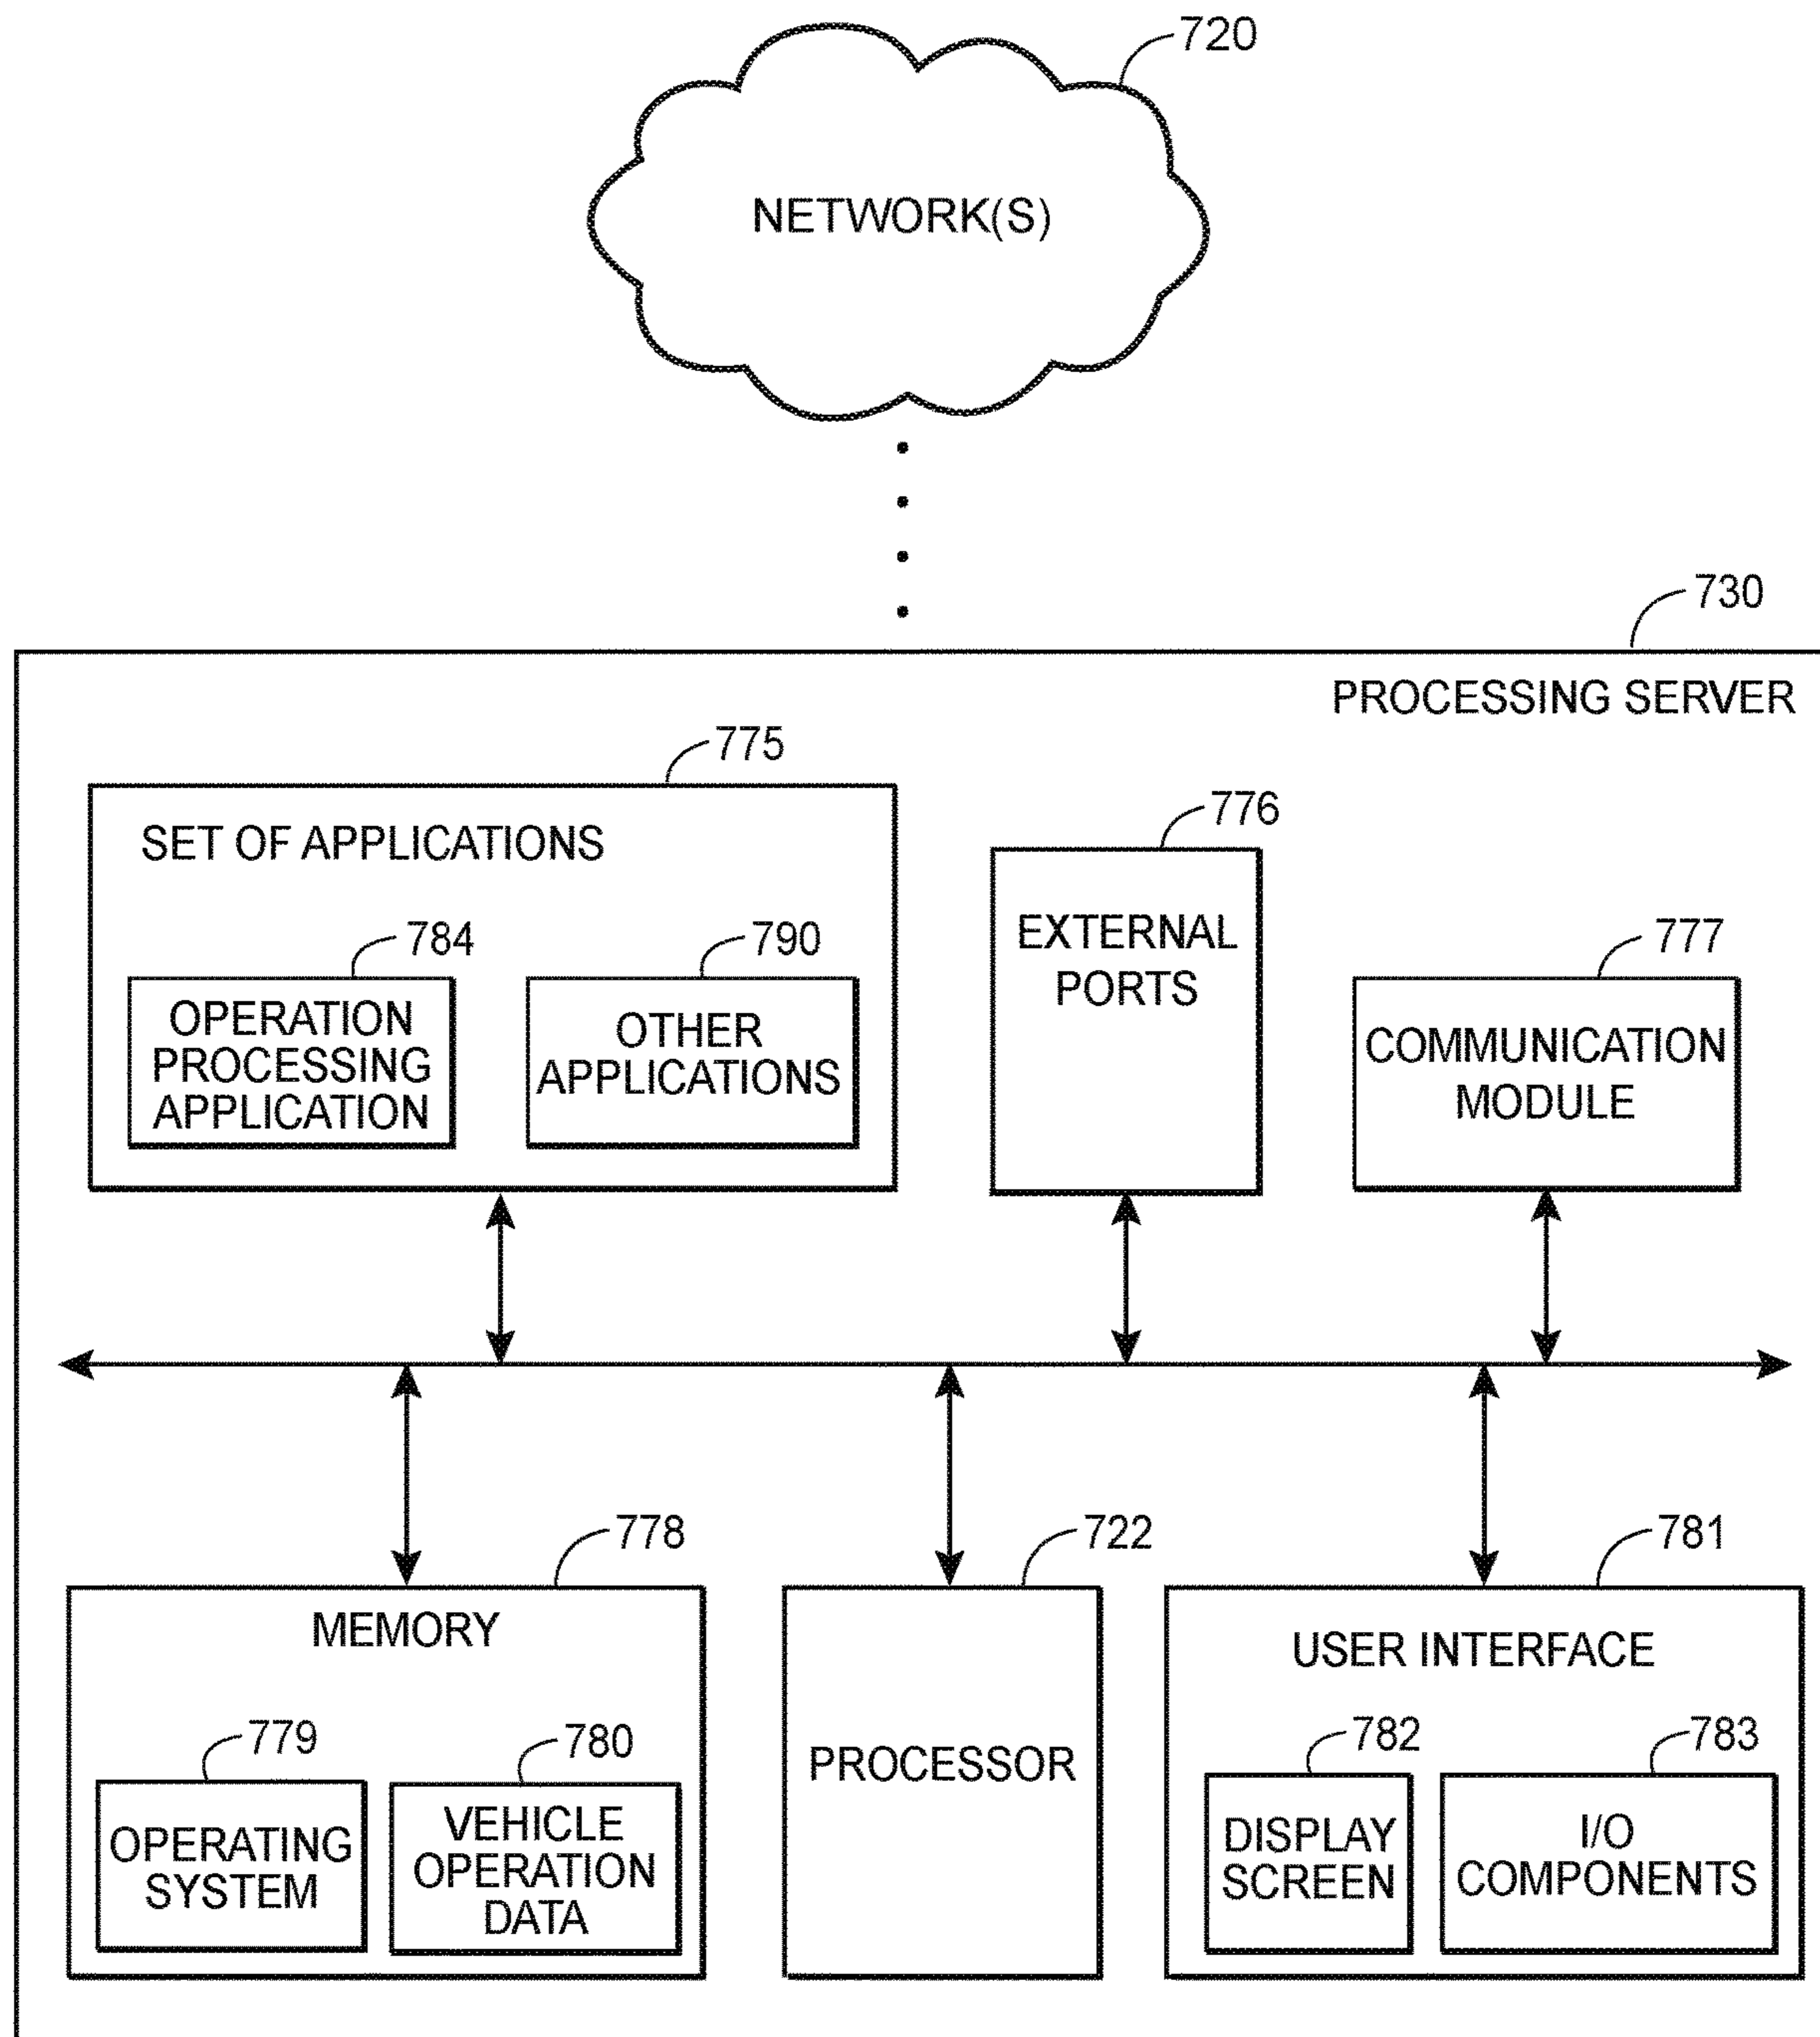 720
NETWORK(S)
730
PROCESSING SERVER
775
SET OF APPLICATIONS
784
OPERATION
PROCESSING
APPLICATION
790
OTHER
APPLICATIONS
776
EXTERNAL
PORTS
777
COMMUNICATION
MODULE
778
MEMORY
779
OPERATING
SYSTEM
780
VEHICLE
OPERATION
DATA
722
PROCESSOR
781
USER INTERFACE
782
DISPLAY
SCREEN
783
I/O
COMPONENTS